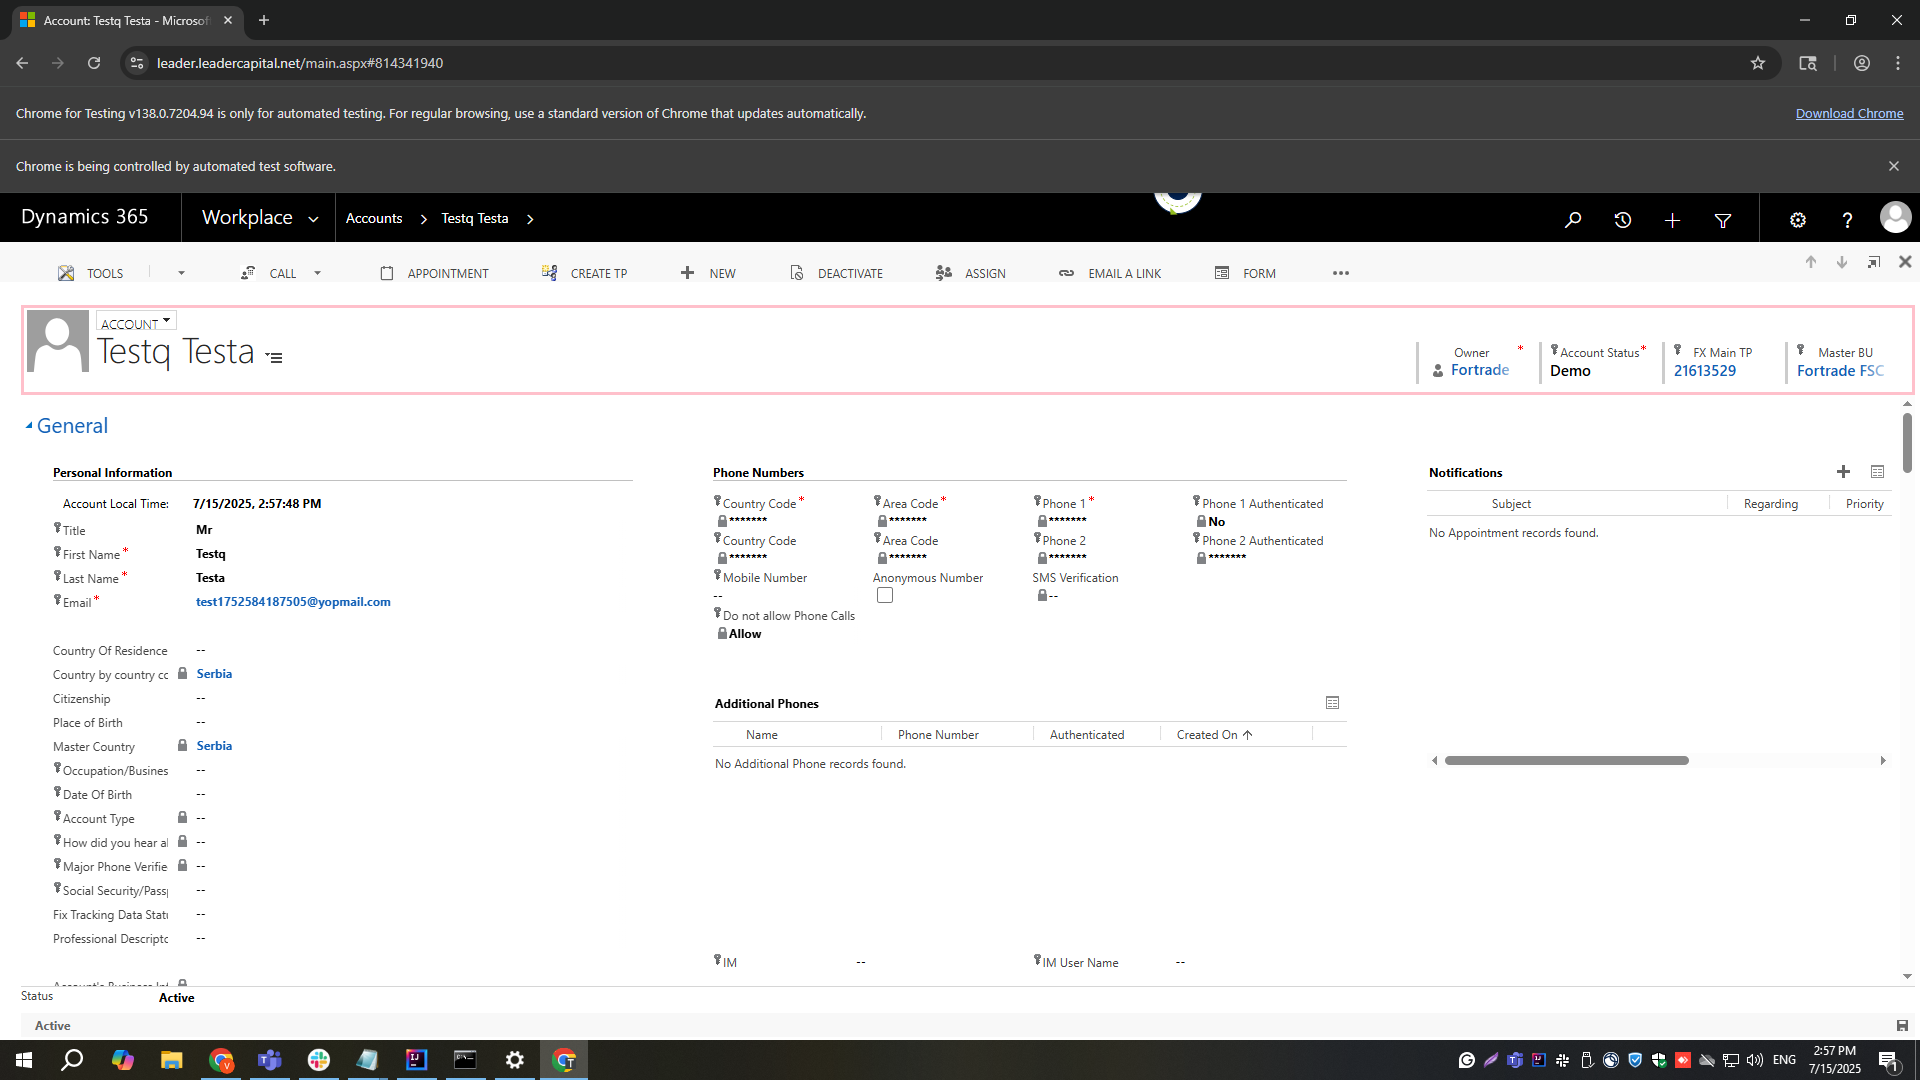 Account: Testq Testa - Microsof
leader.leadercapital.net/main.aspx#814341940
Chrome for Testing v138.0.7204.94 is only for automated testing. For regular browsing, use a standard version of Chrome that updates automatically.
Download Chrome
Chrome is being controlled by automated test software.
Dynamics 365
Workplace
Accounts
Testq Testa
TOOLS
CALL
APPOINTMENT
CREATE TP
NEW
DEACTIVATE
ASSIGN
EMAIL A LINK
FORM
ACCOUNT
Testq Testa
Owner *
Fortrade
Account Status *
Demo
FX Main TP
21613529
Master BU
Fortrade FSC
General
Personal Information
Account Local Time: 7/15/2025, 2:57:48 PM
Title Mr
First Name * Testq
Last Name * Testa
Email * test1752584187505@yopmail.com
Country Of Residence --
Country by country cc Serbia
Citizenship --
Place of Birth --
Master Country Serbia
Occupation/Busines --
Date Of Birth --
Account Type --
How did you hear a --
Major Phone Verifie --
Social Security/Passp --
Fix Tracking Data Statu --
Professional Descriptc --
Phone Numbers
Country Code * Area Code * Phone 1 * Phone 1 Authenticated
******* ******* ******* No
Country Code Area Code Phone 2 Phone 2 Authenticated
******* ******* ******* *******
Mobile Number Anonymous Number SMS Verification
-- --
Do not allow Phone Calls
Allow
Additional Phones
Name Phone Number Authenticated Created On
No Additional Phone records found.
IM -- IM User Name --
Notifications
Subject Regarding Priority
No Appointment records found.
Status Active
Active
ENG
2:57 PM
7/15/2025
1